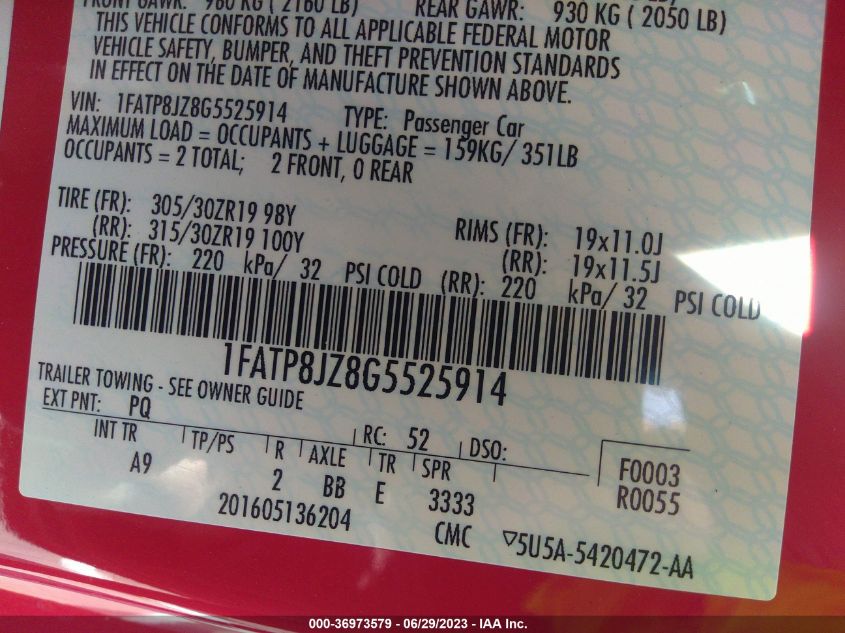 FRONT GAWR: 980 KG ( 2160 LB) REAR GAWR: 930 KG ( 2050 LB)
THIS VEHICLE CONFORMS TO ALL APPLICABLE FEDERAL MOTOR
VEHICLE SAFETY, BUMPER, AND THEFT PREVENTION STANDARDS
IN EFFECT ON THE DATE OF MANUFACTURE SHOWN ABOVE.
VIN: 1FATP8JZ8G5525914 TYPE: Passenger Car
MAXIMUM LOAD = OCCUPANTS + LUGGAGE = 159KG/ 351LB
OCCUPANTS = 2 TOTAL; 2 FRONT, 0 REAR
TIRE (FR): 305/30ZR19 98Y RIMS (FR): 19x11.0J
(RR): 315/30ZR19 100Y (RR): 19x11.5J
PRESSURE (FR): 220 kPa/ 32 PSI COLD (RR): 220 kPa/ 32 PSI COLD
1FATP8JZ8G5525914
TRAILER TOWING - SEE OWNER GUIDE
EXT PNT: PQ RC: 52 DSO:
INT TR TP/PS R AXLE TR SPR F0003
A9 2 BB E 3333 R0055
201605136204 CMC ▽5U5A-5420472-AA
000-36973579 | 06/29/2023 - IAA Inc.